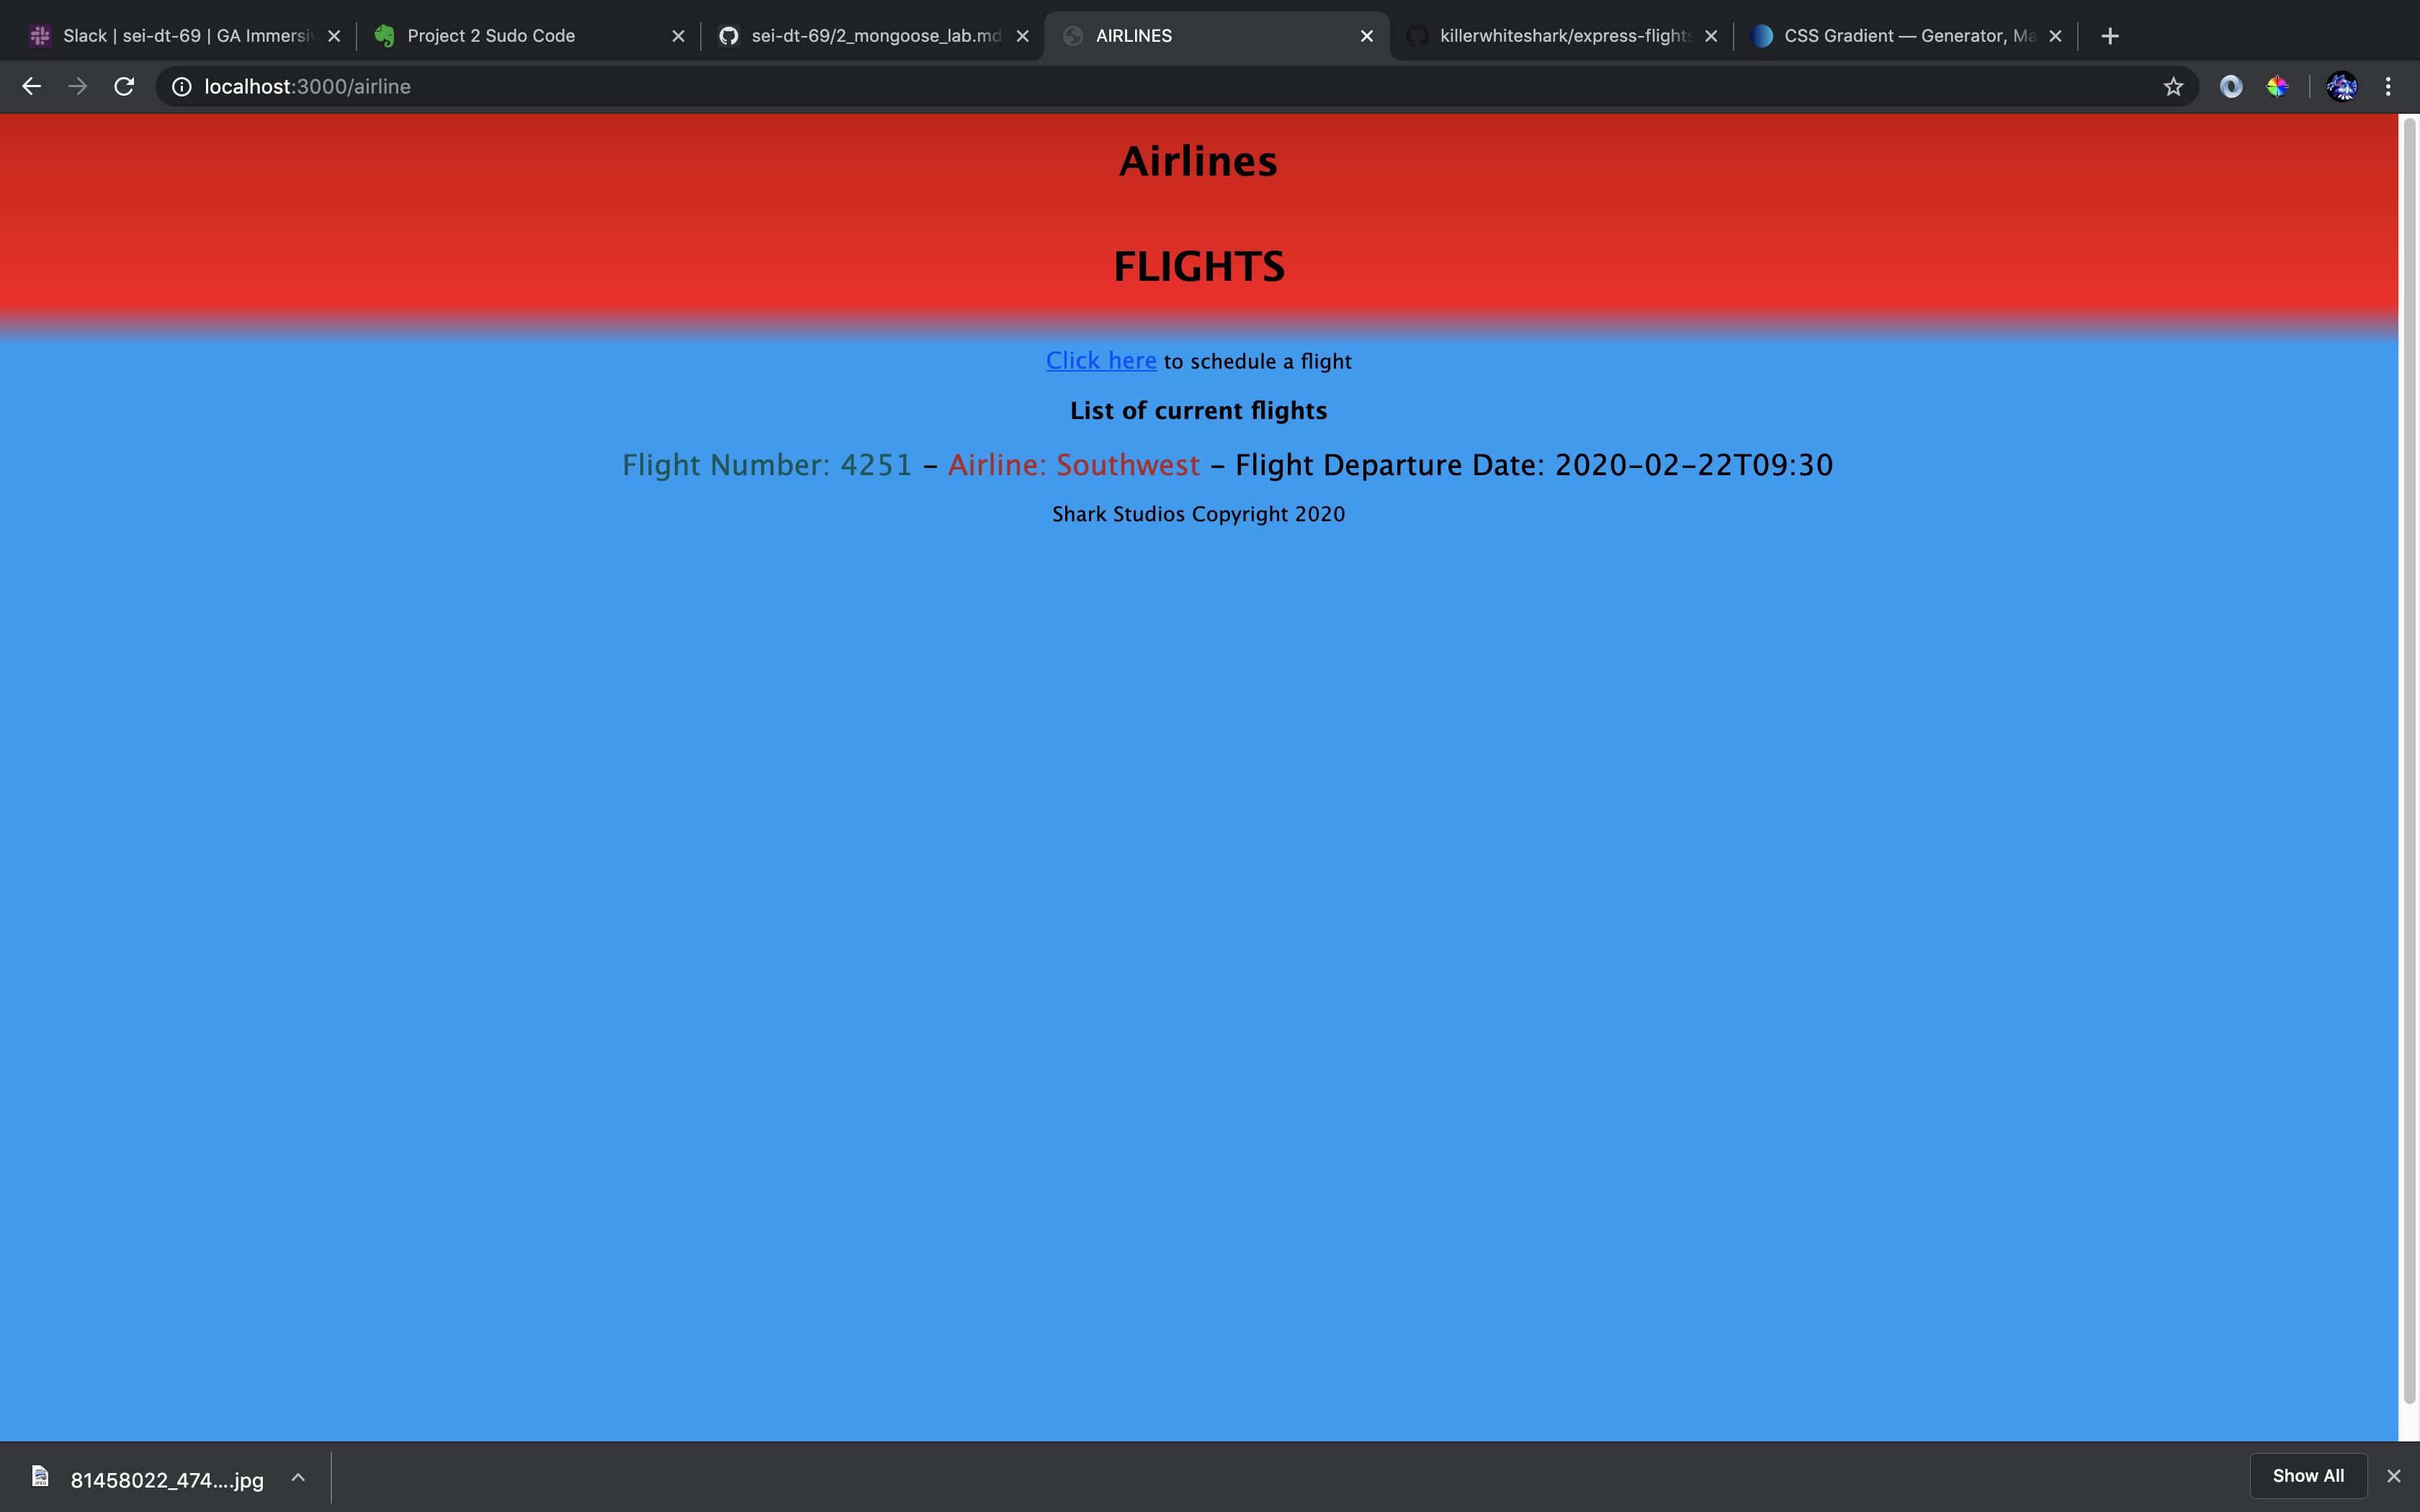 Slack | sei-dt-69 | GA Immersiv
Project 2 Sudo Code
sei-dt-69/2_mongoose_lab.md
AIRLINES
killerwhiteshark/express-flights
CSS Gradient — Generator, Ma
localhost:3000/airline
Airlines
FLIGHTS
Click here to schedule a flight
List of current flights
Flight Number: 4251 – Airline: Southwest – Flight Departure Date: 2020-02-22T09:30
Shark Studios Copyright 2020
81458022_474....jpg
Show All